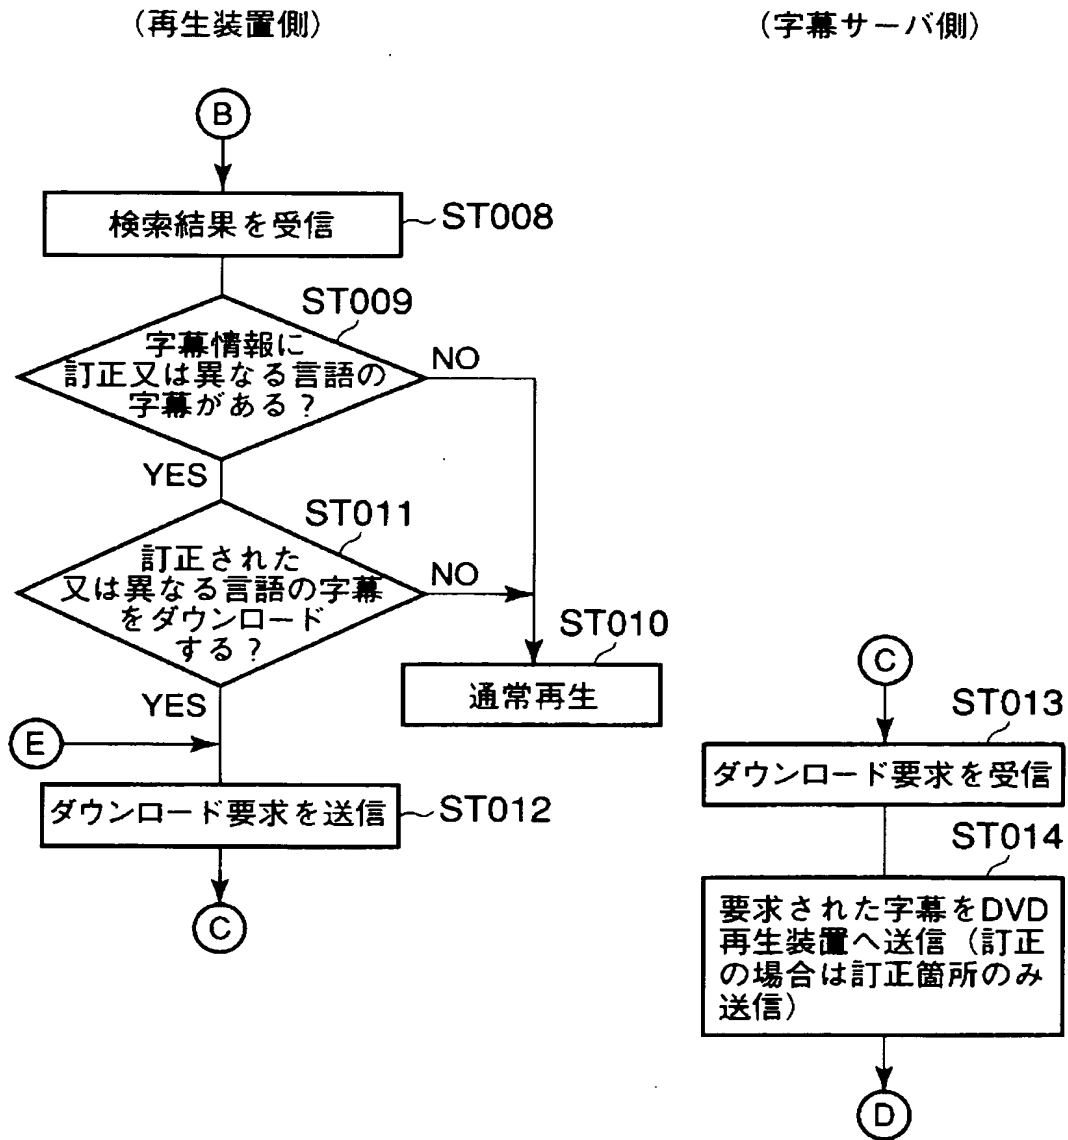 (再生装置側)
(字幕サーバ側)
B
検索結果を受信
ST008
ST009
字幕情報に
訂正又は異なる言語の
字幕がある?
NO
YES
ST011
訂正された
又は異なる言語の字幕
をダウンロード
する?
NO
ST010
通常再生
YES
E
ダウンロード要求を送信
ST012
C
C
ST013
ダウンロード要求を受信
ST014
要求された字幕をDVD
再生装置へ送信(訂正
の場合は訂正箇所のみ
送信)
D